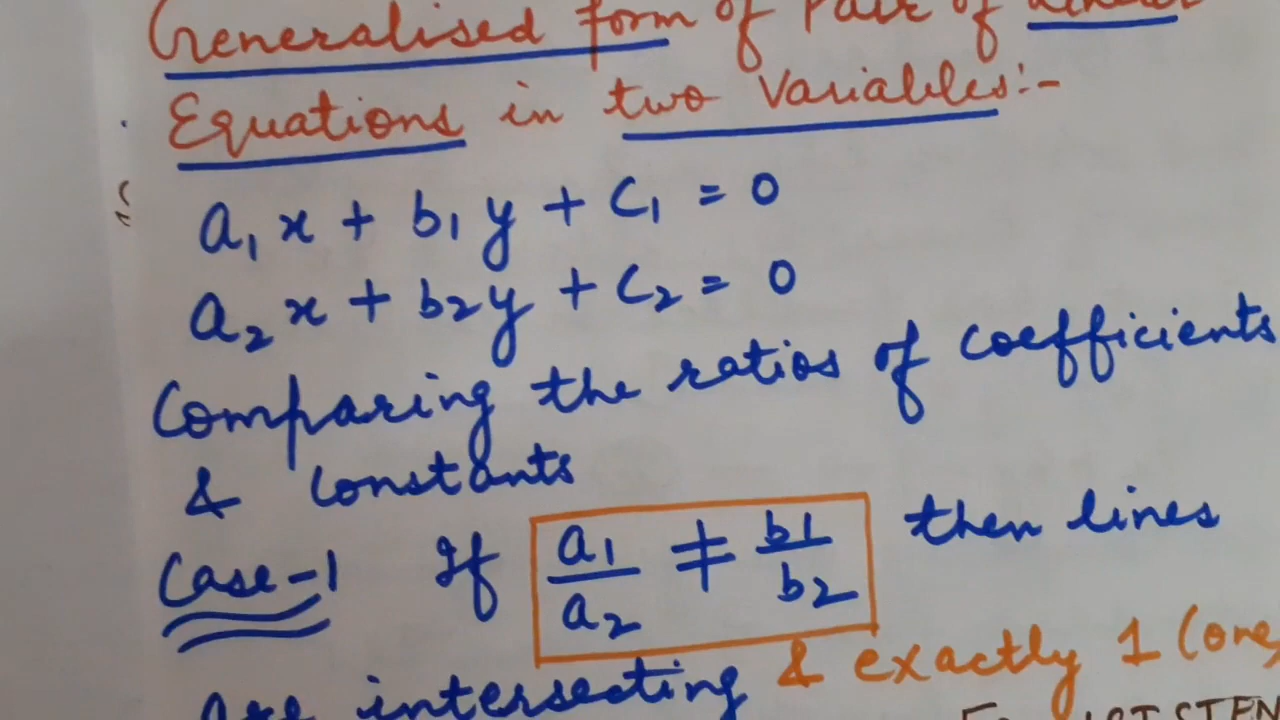 Generalised form of Pair of Linear
Equations in two Variables:-
a₁x + b₁y + C₁ = 0
a₂x + b₂y + C₂ = 0
Comparing the ratios of coefficients
& Constants
Case-1 If a₁/a₂ ≠ b₁/b₂ then lines
are intersecting & exactly 1 (one)